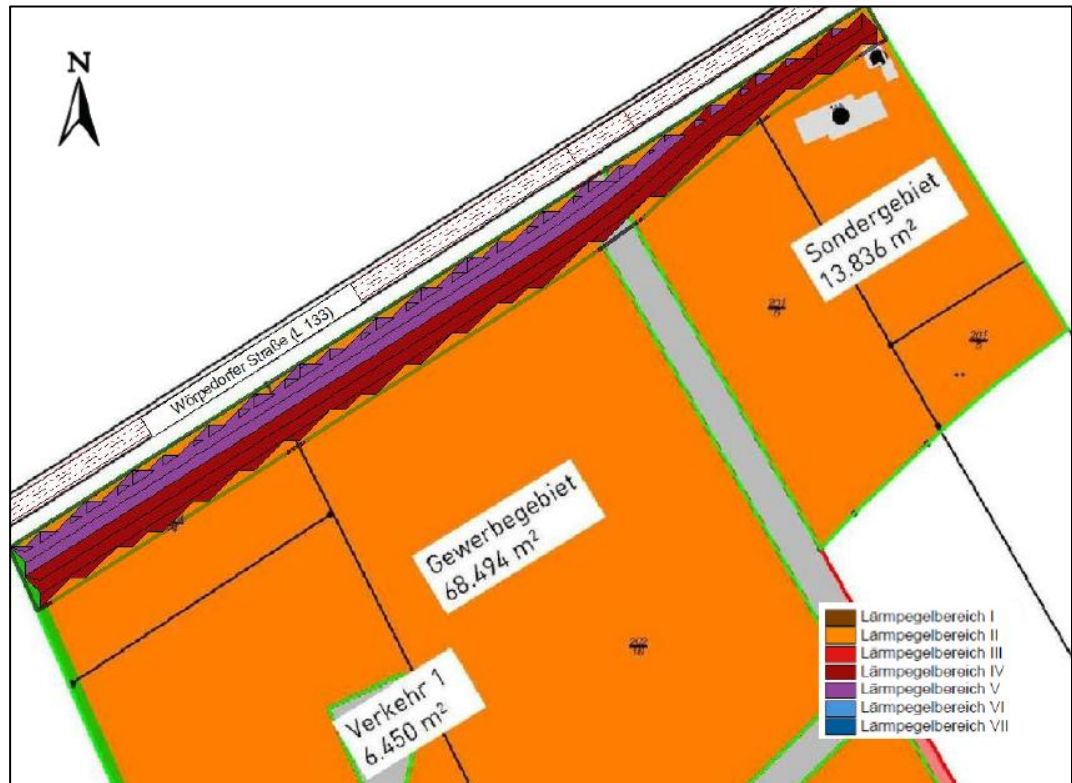 N
Wörpedorfer Straße (L 133)
Sondergebiet
13.836 m²
Gewerbegebiet
68.494 m²
Verkehr 1
6.450 m²
Lärmpegelbereich I
Lärmpegelbereich II
Lärmpegelbereich III
Lärmpegelbereich IV
Lärmpegelbereich V
Lärmpegelbereich VI
Lärmpegelbereich VII